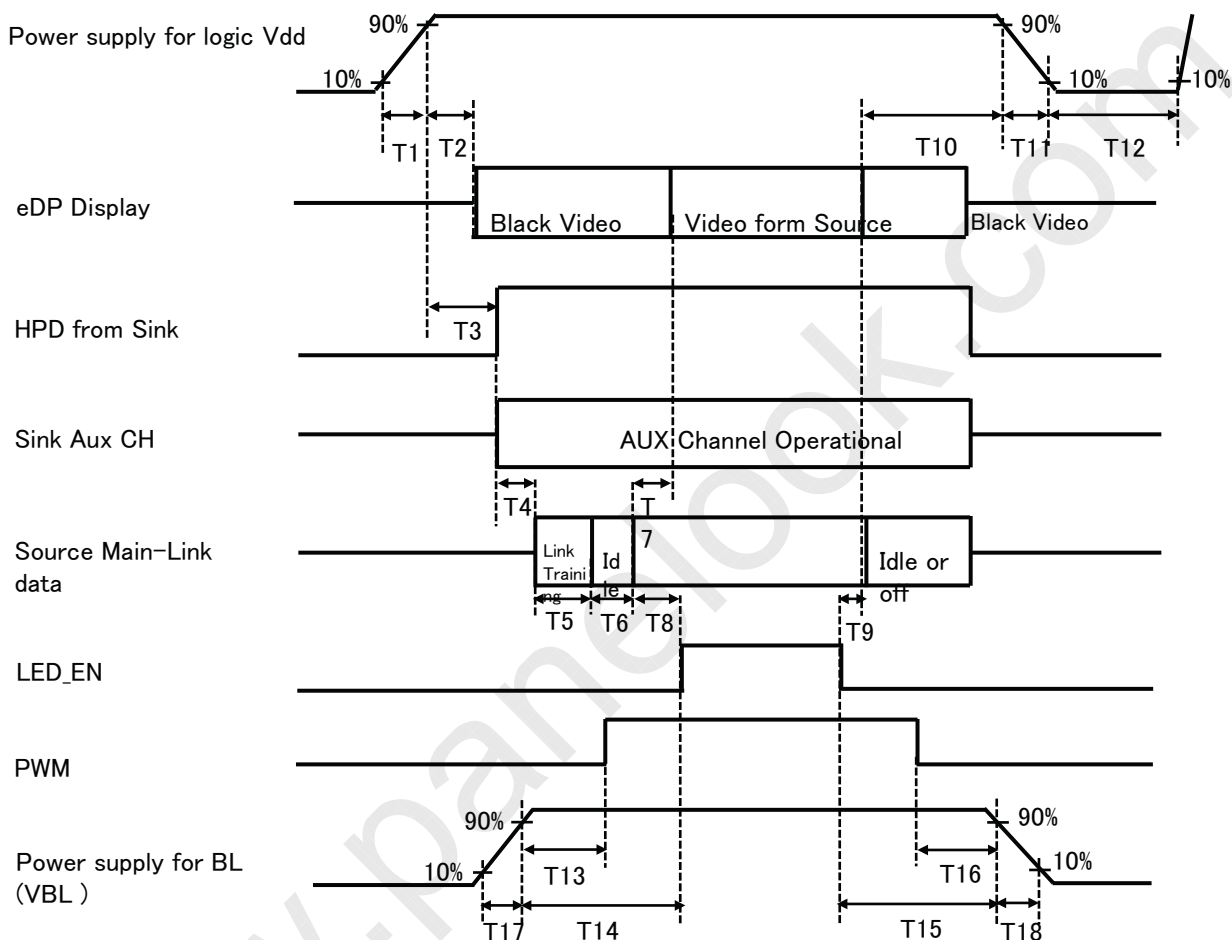 90%
90%
Power supply for logic Vdd
10%
10%
10%
T1
T2
T10
T11
T12
eDP Display
Black Video
Video form Source
Black Video
T3
HPD from Sink
Sink Aux CH
AUX Channel Operational
T4
T
7
Source Main-Link
data
Link
Traini
ng
Id
le
Idle or
off
T5
T6
T8
T9
LED_EN
PWM
90%
90%
Power supply for BL
(VBL )
10%
10%
T13
T16
T17
T14
T15
T18
www.panelook.com